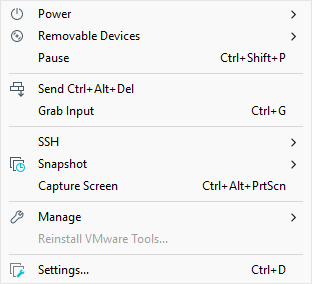 Power
Removable Devices
Pause Ctrl+Shift+P
Send Ctrl+Alt+Del
Grab Input Ctrl+G
SSH
Snapshot
Capture Screen Ctrl+Alt+PrtScn
Manage
Reinstall VMware Tools...
Settings... Ctrl+D